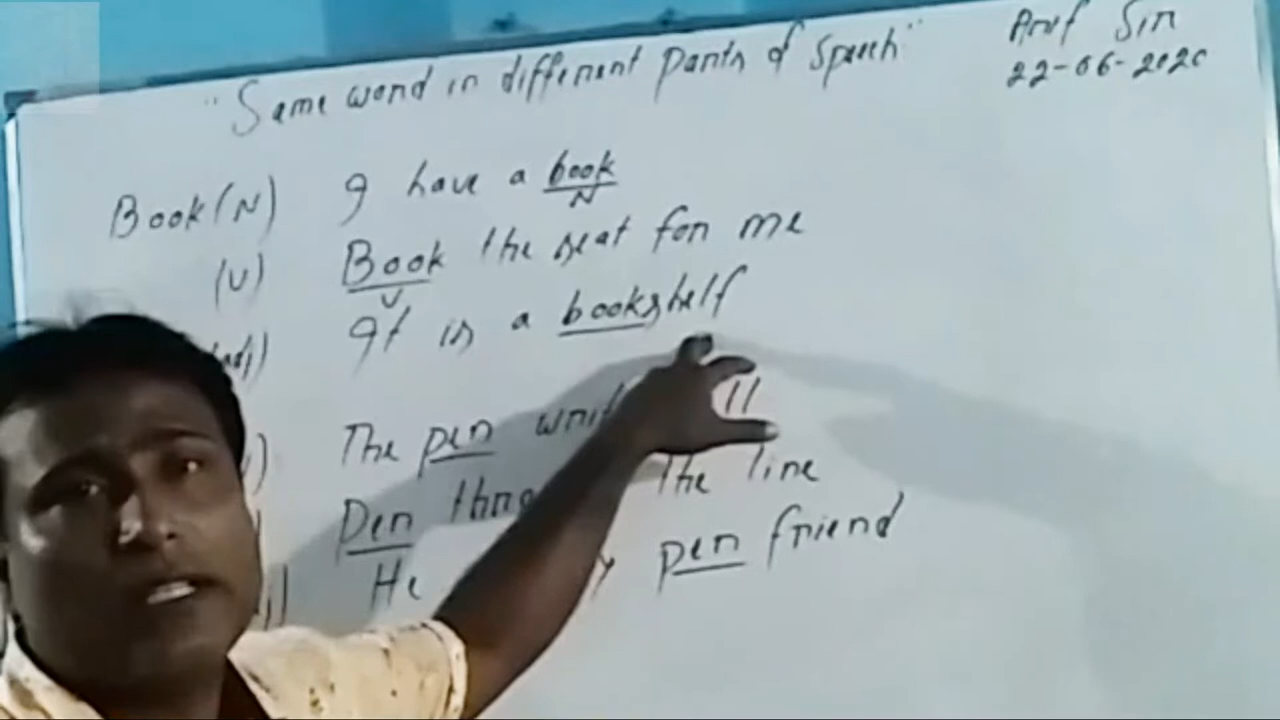 "Same word in different parts of speech"
Arif Sir
22-06-2020
Book (N) I have a book
N
(V) Book the seat for me
V
(adj) It is a bookshelf
The pen
Pen the line
He pen friend